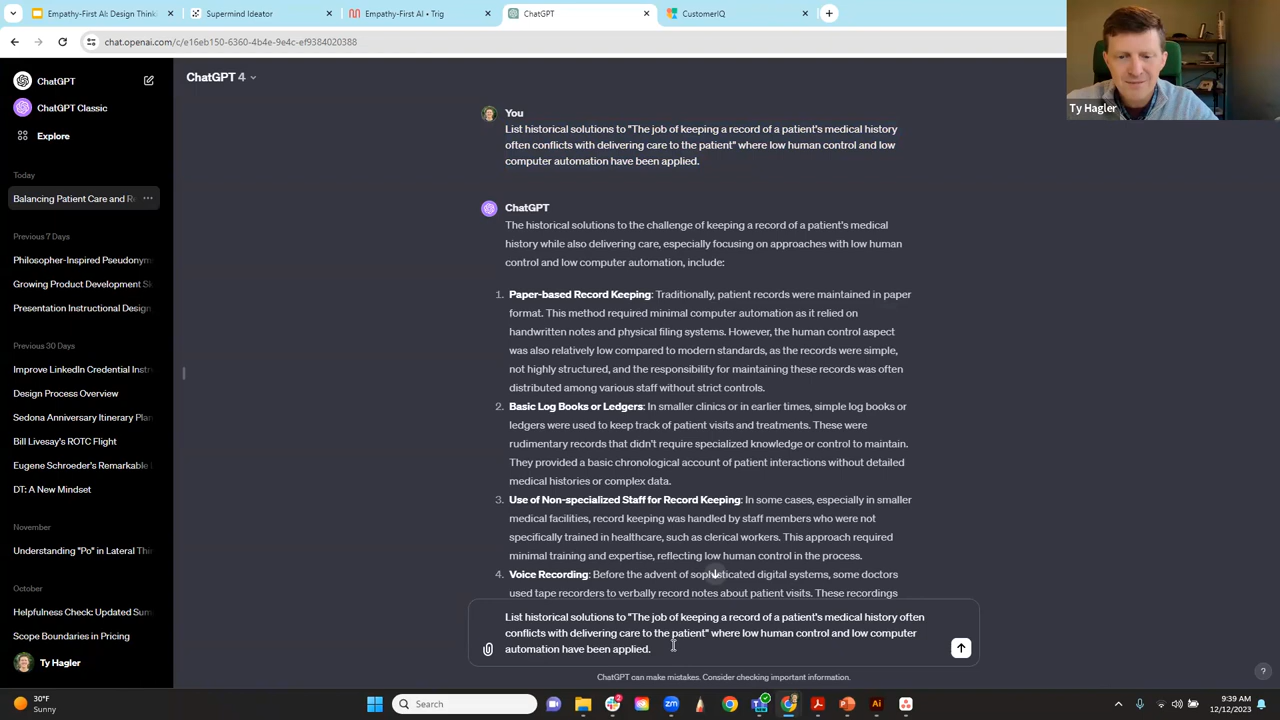 Empathy-First AI: Design Think
Supermind Ideator
Empathy-First AI • Trig
ChatGPT
CustomerIQ
chat.openai.com/c/e16eb150-6360-4b4e-9e4c-ef9384020388
Ty Hagler
ChatGPT
ChatGPT Classic
Explore
Today
Balancing Patient Care and Re
Previous 7 Days
Philosopher-Inspired Pseudonym
Growing Product Development Sk
Presentation Instructional Design
Previous 30 Days
Improve LinkedIn Credential Instr
Design Process Overview
Sedona Anniversary Itinerary Plan
Bill Livesay's ROTC Flight
Eugene Schroeder's Remarkable
DT: A New Mindset
November
Understanding "Po" in Lateral Thi
October
Helpfulness Check: Updated Sum
Scope Boundaries in Pricing
Ty Hagler
ChatGPT 4
You
List historical solutions to "The job of keeping a record of a patient's medical history
often conflicts with delivering care to the patient" where low human control and low
computer automation have been applied.
ChatGPT
The historical solutions to the challenge of keeping a record of a patient's medical
history while also delivering care, especially focusing on approaches with low human
control and low computer automation, include:
1. Paper-based Record Keeping: Traditionally, patient records were maintained in paper
format. This method required minimal computer automation as it relied on
handwritten notes and physical filing systems. However, the human control aspect
was also relatively low compared to modern standards, as the records were simple,
not highly structured, and the responsibility for maintaining these records was often
distributed among various staff without strict controls.
2. Basic Log Books or Ledgers: In smaller clinics or in earlier times, simple log books or
ledgers were used to keep track of patient visits and treatments. These were
rudimentary records that didn't require specialized knowledge or control to maintain.
They provided a basic chronological account of patient interactions without detailed
medical histories or complex data.
3. Use of Non-specialized Staff for Record Keeping: In some cases, especially in smaller
medical facilities, record keeping was handled by staff members who were not
specifically trained in healthcare, such as clerical workers. This approach required
minimal training and expertise, reflecting low human control in the process.
4. Voice Recording: Before the advent of sophisticated digital systems, some doctors
used tape recorders to verbally record notes about patient visits. These recordings
List historical solutions to "The job of keeping a record of a patient's medical history often
conflicts with delivering care to the patient" where low human control and low computer
automation have been applied.
ChatGPT can make mistakes. Consider checking important information.
?
30°F
Sunny
Search
2
9:39 AM
12/12/2023